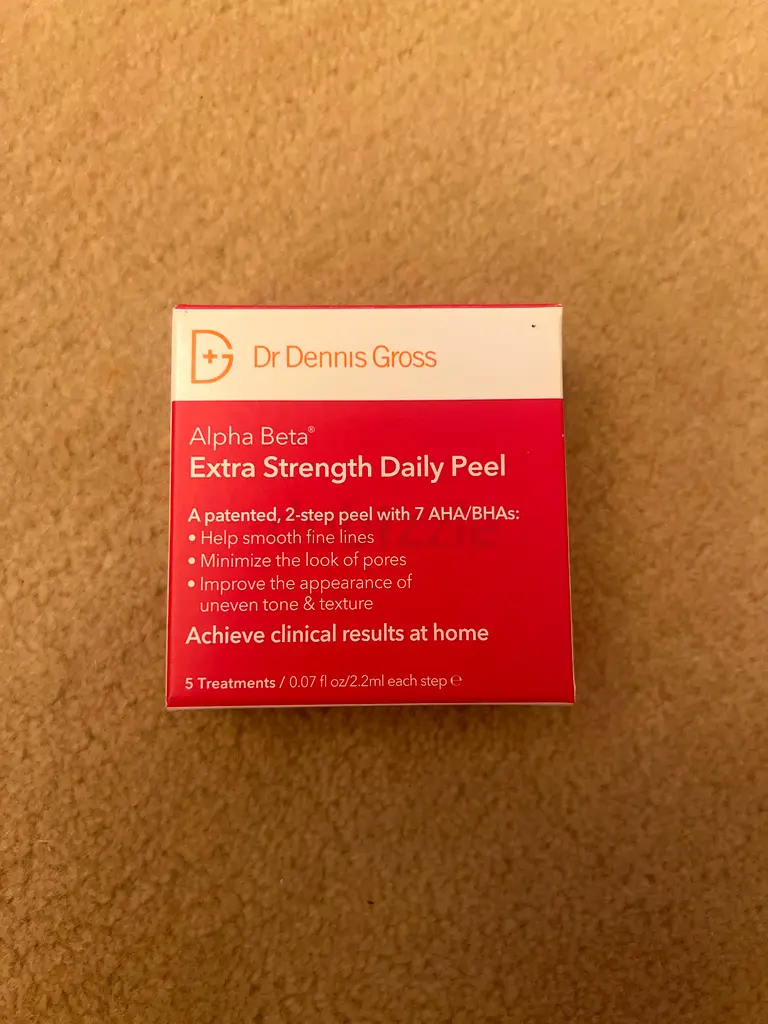 Dr Dennis Gross
Alpha Beta®
Extra Strength Daily Peel
A patented, 2-step peel with 7 AHA/BHAs:
• Help smooth fine lines
• Minimize the look of pores
• Improve the appearance of
uneven tone & texture
Achieve clinical results at home
5 Treatments / 0.07 fl oz/2.2ml each step ℮